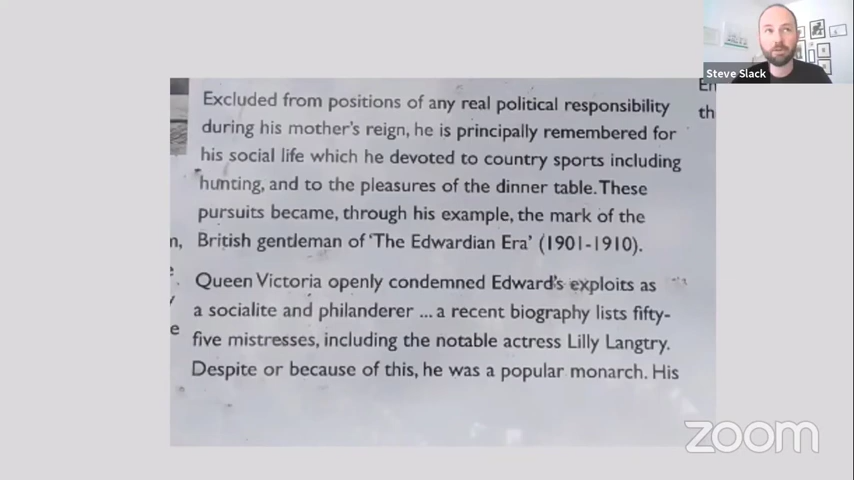 Steve Slack
En
th
Excluded from positions of any real political responsibility
during his mother's reign, he is principally remembered for
his social life which he devoted to country sports including
hunting, and to the pleasures of the dinner table. These
pursuits became, through his example, the mark of the
British gentleman of 'The Edwardian Era' (1901-1910).
m,
e
y
e
Queen Victoria openly condemned Edward's exploits as
a socialite and philanderer ... a recent biography lists fifty-
five mistresses, including the notable actress Lilly Langtry.
Despite or because of this, he was a popular monarch. His
zoom